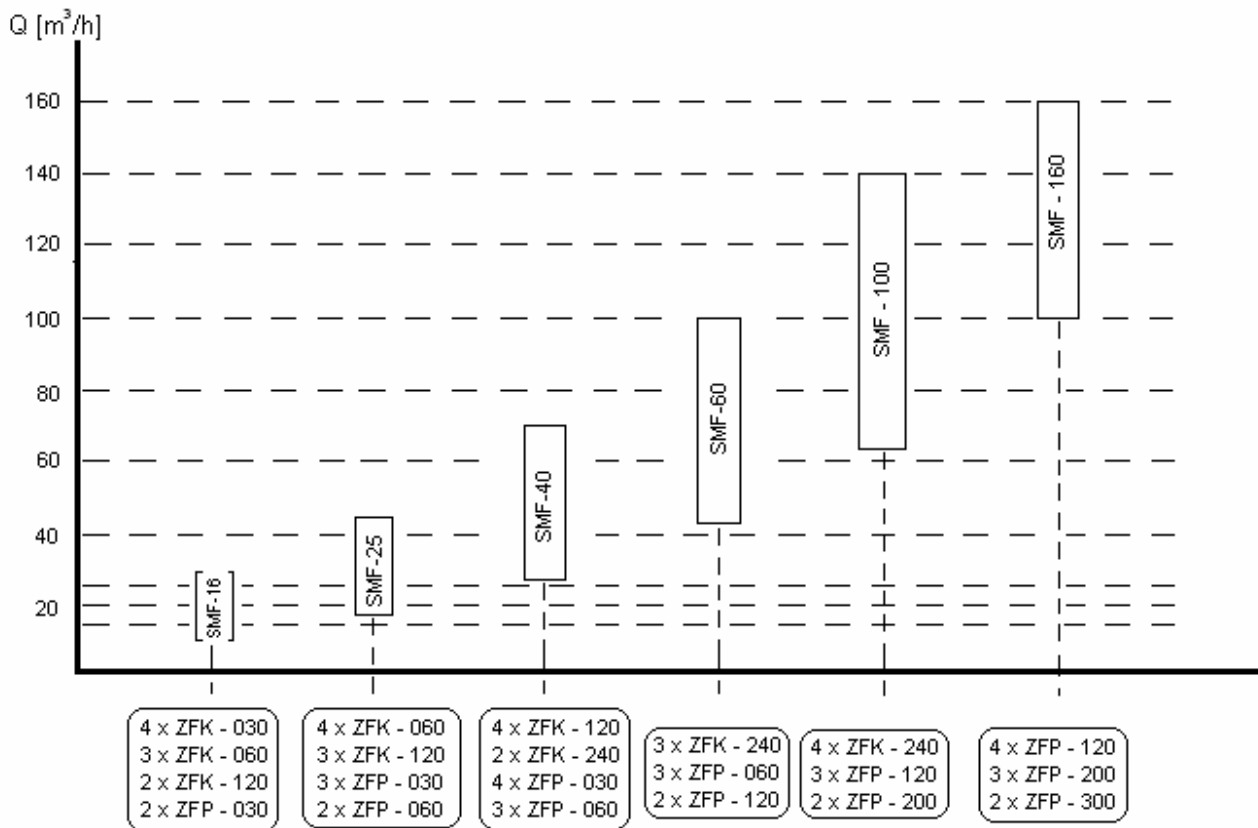 Q [m³/h]
160
140
120
100
80
60
40
20
SMF-16
SMF-25
SMF-40
SMF-60
SMF - 100
SMF - 160
4 x ZFK - 030
3 x ZFK - 060
2 x ZFK - 120
2 x ZFP - 030
4 x ZFK - 060
3 x ZFK - 120
3 x ZFP - 030
2 x ZFP - 060
4 x ZFK - 120
2 x ZFK - 240
4 x ZFP - 030
3 x ZFP - 060
3 x ZFK - 240
3 x ZFP - 060
2 x ZFP - 120
4 x ZFK - 240
3 x ZFP - 120
2 x ZFP - 200
4 x ZFP - 120
3 x ZFP - 200
2 x ZFP - 300